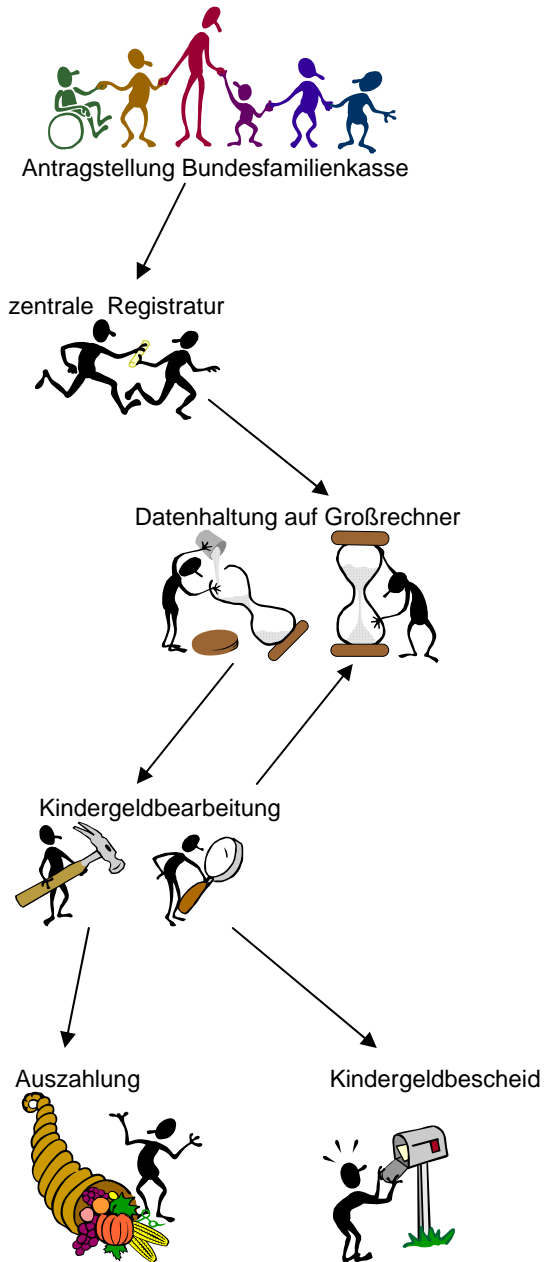 Antragstellung Bundesfamilienkasse
zentrale Registratur
Datenhaltung auf Großrechner
Kindergeldbearbeitung
Auszahlung
Kindergeldbescheid